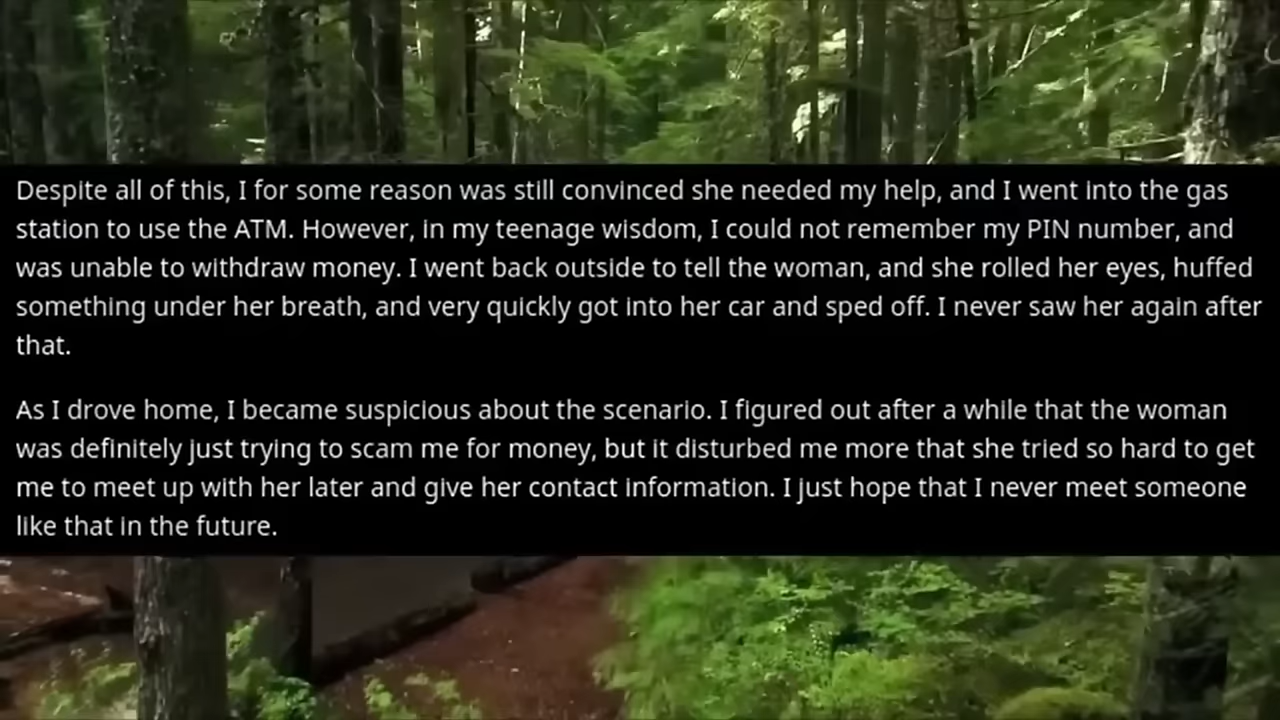 Despite all of this, I for some reason was still convinced she needed my help, and I went into the gas
station to use the ATM. However, in my teenage wisdom, I could not remember my PIN number, and
was unable to withdraw money. I went back outside to tell the woman, and she rolled her eyes, huffed
something under her breath, and very quickly got into her car and sped off. I never saw her again after
that.
As I drove home, I became suspicious about the scenario. I figured out after a while that the woman
was definitely just trying to scam me for money, but it disturbed me more that she tried so hard to get
me to meet up with her later and give her contact information. I just hope that I never meet someone
like that in the future.